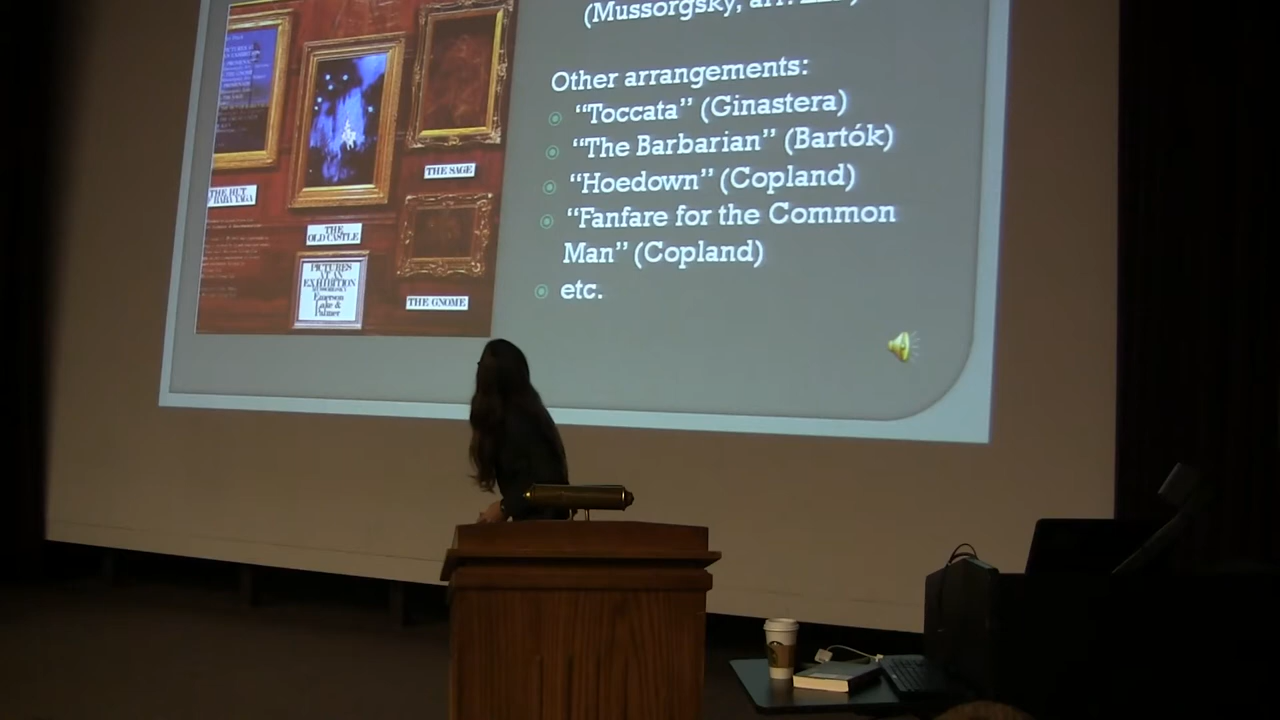 (Mussorgsky, arr. ELP)
Other arrangements:
“Toccata” (Ginastera)
“The Barbarian” (Bartók)
“Hoedown” (Copland)
“Fanfare for the Common
Man” (Copland)
etc.
THE SAGE
THE HUT
THE
OLD CASTLE
PICTURES
AT AN
EXHIBITION
Emerson
Lake &
Palmer
THE GNOME